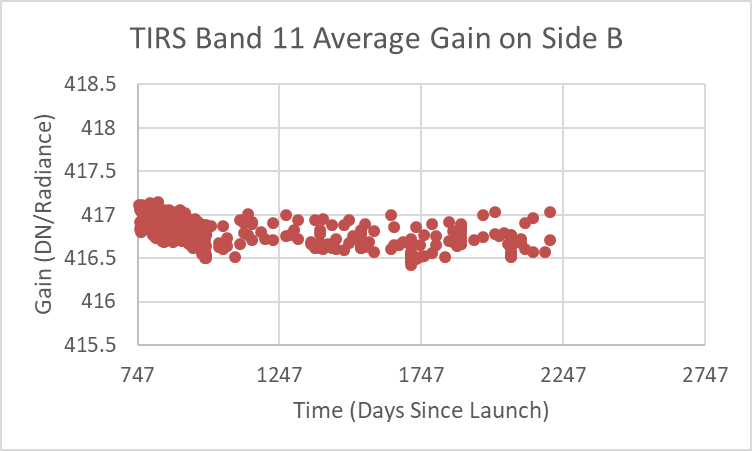 TIRS Band 11 Average Gain on Side B
418.5
418
417.5
417
416.5
416
415.5
Gain (DN/Radiance)
747 1247 1747 2247 2747
Time (Days Since Launch)